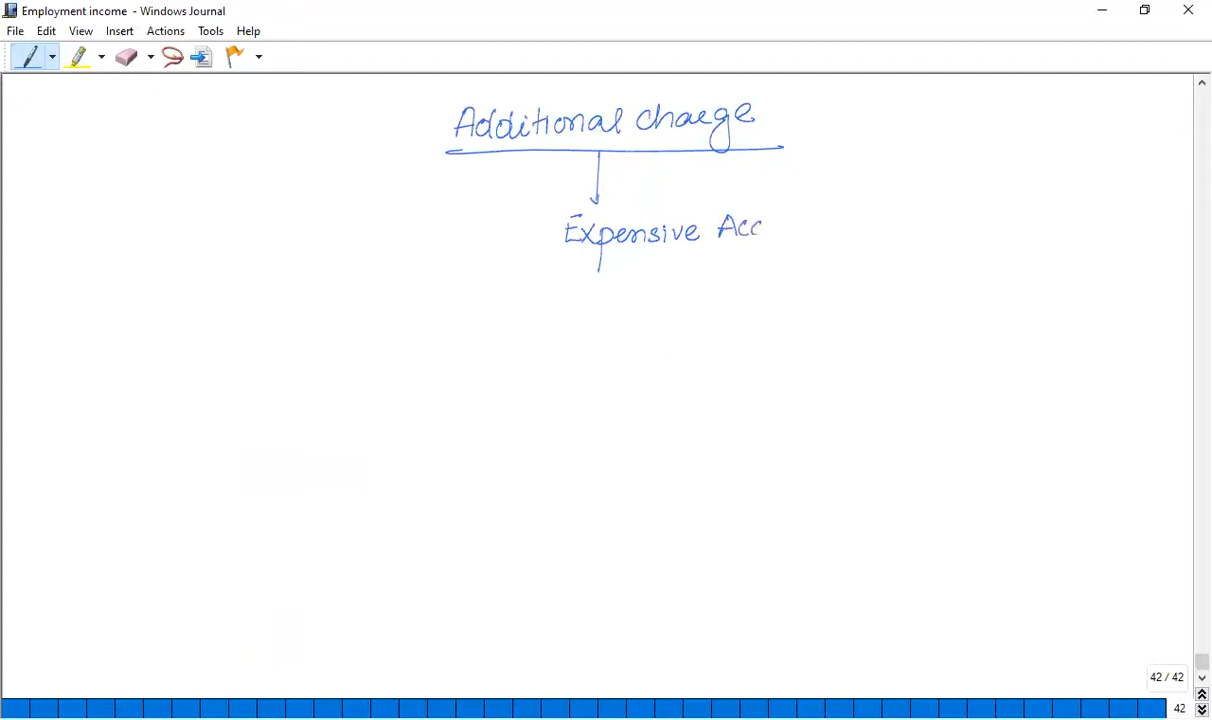 Employment income - Windows Journal
File Edit View Insert Actions Tools Help
Additional charge
Expensive Acc
42 / 42
42